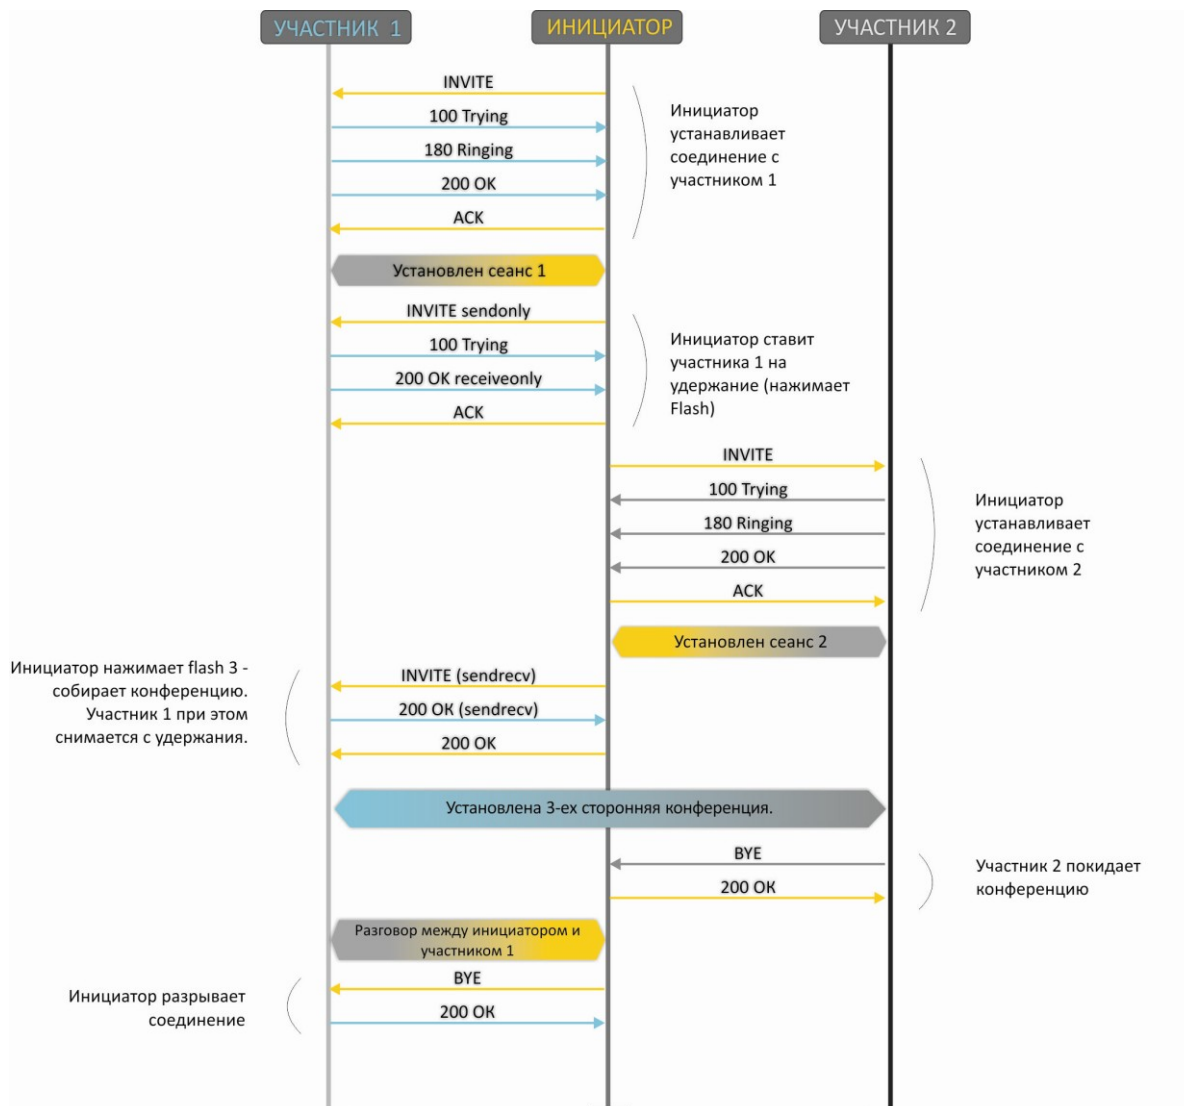 УЧАСТНИК 1
ИНИЦИАТОР
УЧАСТНИК 2
INVITE
100 Trying
180 Ringing
200 OK
ACK
Инициатор
устанавливает
соединение с
участником 1
Установлен сеанс 1
INVITE sendonly
100 Trying
200 OK receiveonly
ACK
Инициатор ставит
участника 1 на
удержание (нажимает
Flash)
INVITE
100 Trying
180 Ringing
200 OK
ACK
Инициатор
устанавливает
соединение с
участником 2
Установлен сеанс 2
Инициатор нажимает flash 3 -
собирает конференцию.
Участник 1 при этом
снимается с удержания.
INVITE (sendrecv)
200 OK (sendrecv)
200 OK
Установлена 3-ех сторонняя конференция.
BYE
200 OK
Участник 2 покидает
конференцию
Разговор между инициатором и
участником 1
BYE
200 OK
Инициатор разрывает
соединение